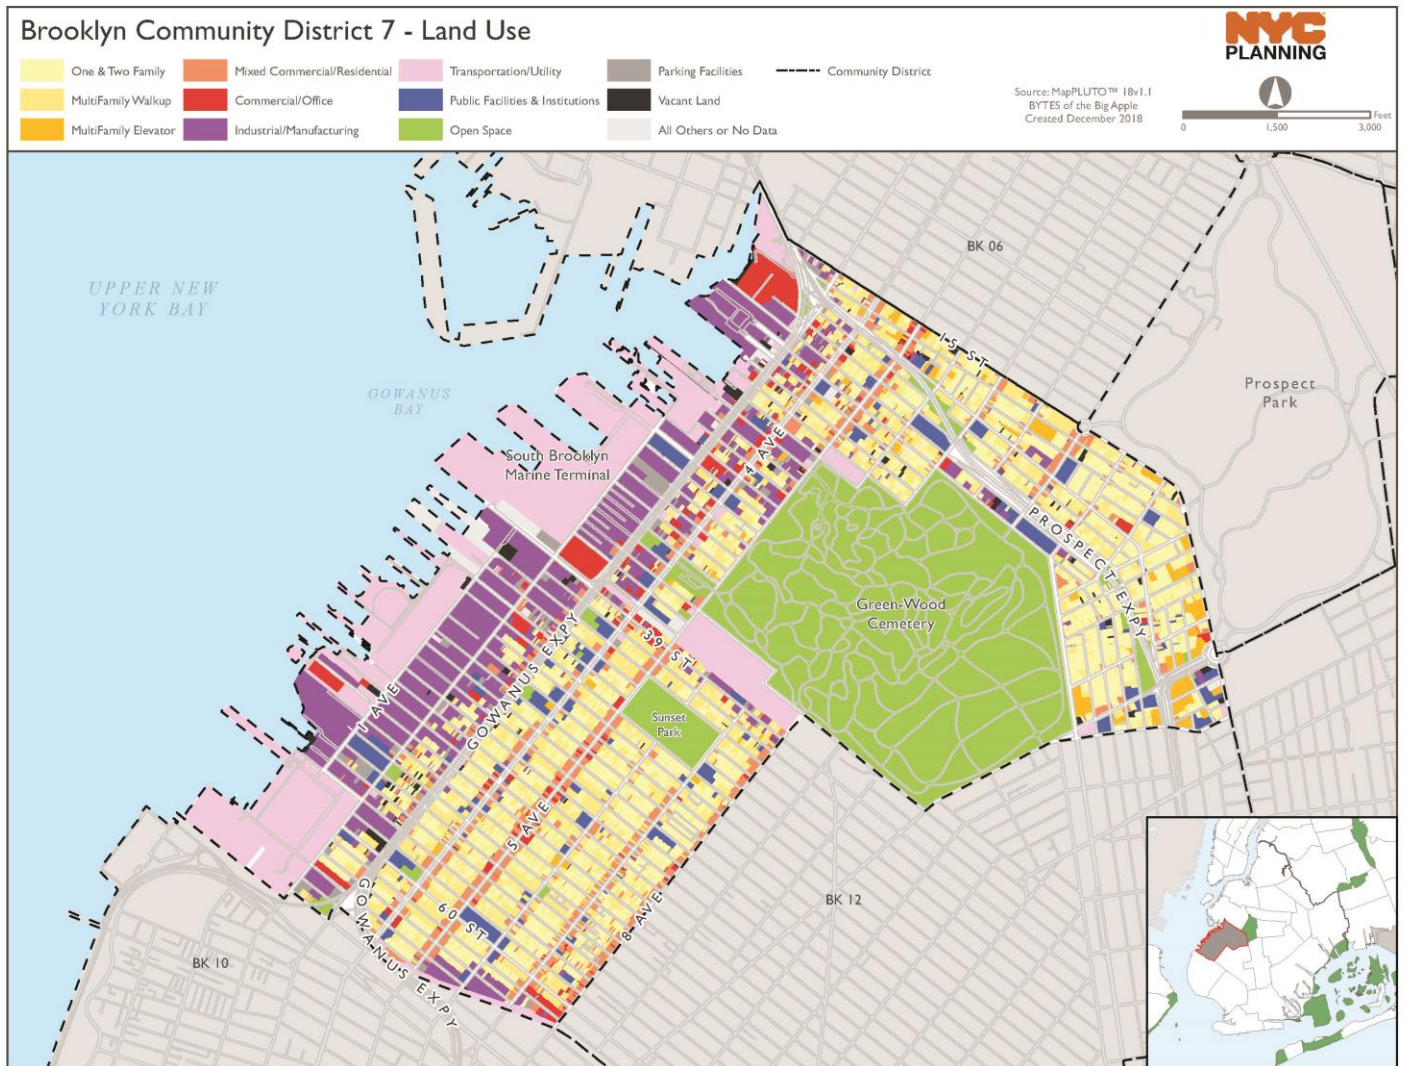 Brooklyn Community District 7 - Land Use
NYC
PLANNING
One & Two Family
MultiFamily Walkup
MultiFamily Elevator
Mixed Commercial/Residential
Commercial/Office
Industrial/Manufacturing
Transportation/Utility
Public Facilities & Institutions
Open Space
Parking Facilities
Vacant Land
All Others or No Data
Community District
Source: MapPLUTO™ 18v1.1
BYTES of the Big Apple
Created December 2018
Feet
0 1,500 3,000
UPPER NEW
YORK BAY
BK 06
15 ST
GOWANUS
BAY
Prospect
Park
4 AVE
South Brooklyn
Marine Terminal
PROSPECT EXPY
Green-Wood
Cemetery
39 ST
GOWANUS EXPY
1 AVE
Sunset
Park
5 AVE
60 ST
8 AVE
BK 12
GOWANUS EXPY
BK 10